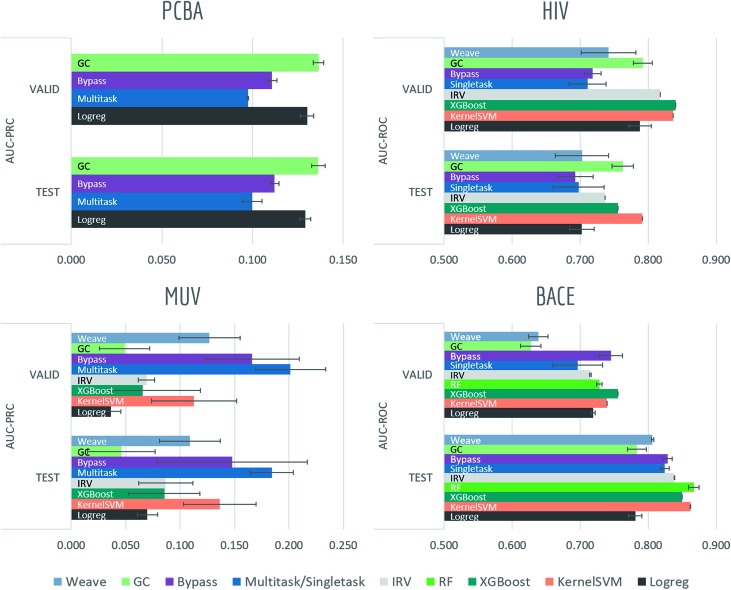 PCBA
AUC-PRC
VALID
GC
Bypass
Multitask
Logreg
TEST
GC
Bypass
Multitask
Logreg
0.000 0.050 0.100 0.150
HIV
AUC-ROC
VALID
Weave
GC
Bypass
Singletask
IRV
XGBoost
KernelSVM
Logreg
TEST
Weave
GC
Bypass
Singletask
IRV
XGBoost
KernelSVM
Logreg
0.500 0.600 0.700 0.800 0.900
MUV
AUC-PRC
VALID
Weave
GC
Bypass
Multitask
IRV
XGBoost
KernelSVM
Logreg
TEST
Weave
GC
Bypass
Multitask
IRV
XGBoost
KernelSVM
Logreg
0.000 0.050 0.100 0.150 0.200 0.250
BACE
AUC-ROC
VALID
Weave
GC
Bypass
Singletask
IRV
RF
XGBoost
KernelSVM
Logreg
TEST
Weave
GC
Bypass
Singletask
IRV
RF
XGBoost
KernelSVM
Logreg
0.500 0.600 0.700 0.800 0.900
Weave GC Bypass Multitask/Singletask IRV RF XGBoost KernelSVM Logreg